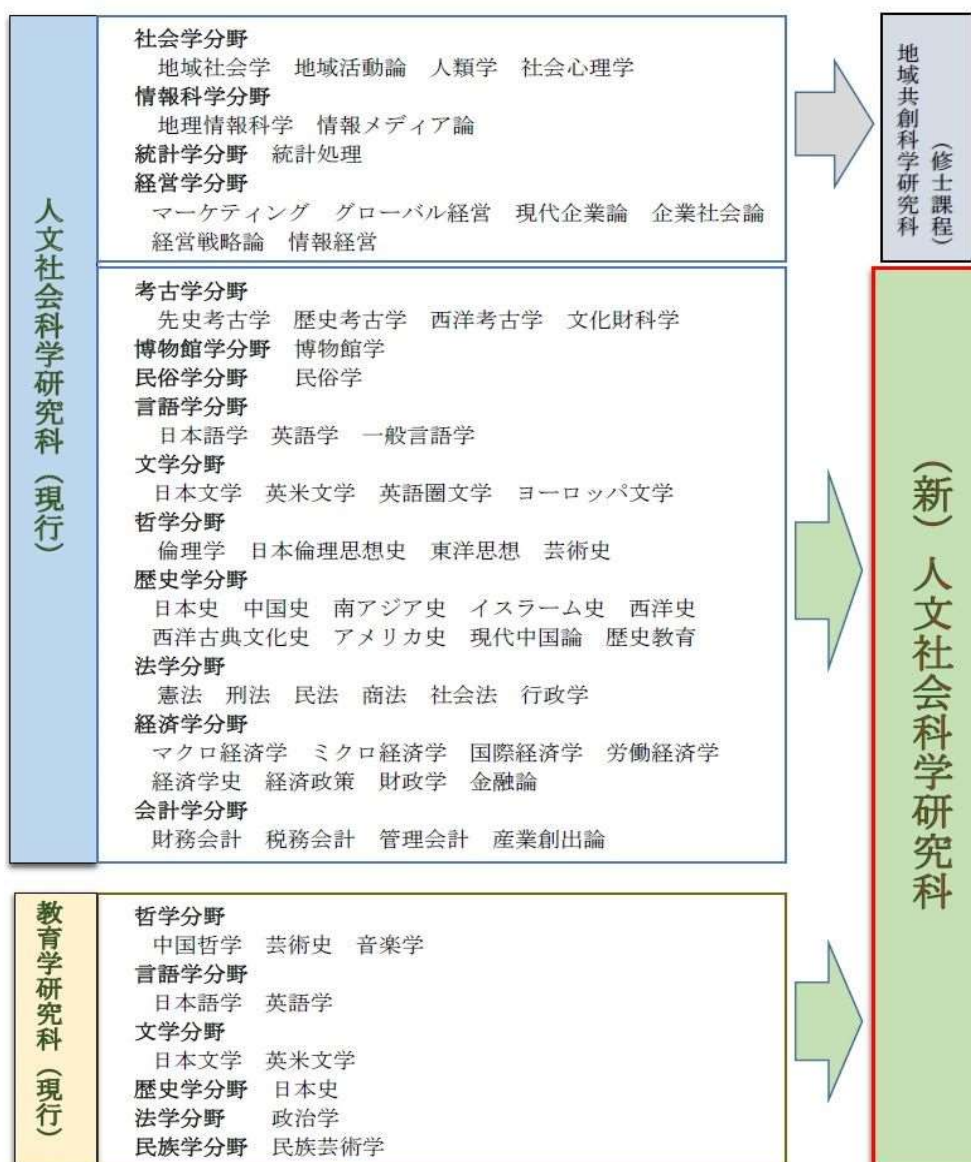 人文社会科学研究科（現行）
社会学分野
地域社会学　地域活動論　人類学　社会心理学
情報科学分野
地理情報科学　情報メディア論
統計学分野　統計処理
経営学分野
マーケティング　グローバル経営　現代企業論　企業社会論
経営戦略論　情報経営
地域共創科学研究科
（修士課程）
考古学分野
先史考古学　歴史考古学　西洋考古学　文化財科学
博物館学分野　博物館学
民俗学分野　民俗学
言語学分野
日本語学　英語学　一般言語学
文学分野
日本文学　英米文学　英語圏文学　ヨーロッパ文学
哲学分野
倫理学　日本倫理思想史　東洋思想　芸術史
歴史学分野
日本史　中国史　南アジア史　イスラーム史　西洋史
西洋古典文化史　アメリカ史　現代中国論　歴史教育
法学分野
憲法　刑法　民法　商法　社会法　行政学
経済学分野
マクロ経済学　ミクロ経済学　国際経済学　労働経済学
経済学史　経済政策　財政学　金融論
会計学分野
財務会計　税務会計　管理会計　産業創出論
（新）人文社会科学研究科
教育学研究科（現行）
哲学分野
中国哲学　芸術史　音楽学
言語学分野
日本語学　英語学
文学分野
日本文学　英米文学
歴史学分野　日本史
法学分野　政治学
民族学分野　民族芸術学